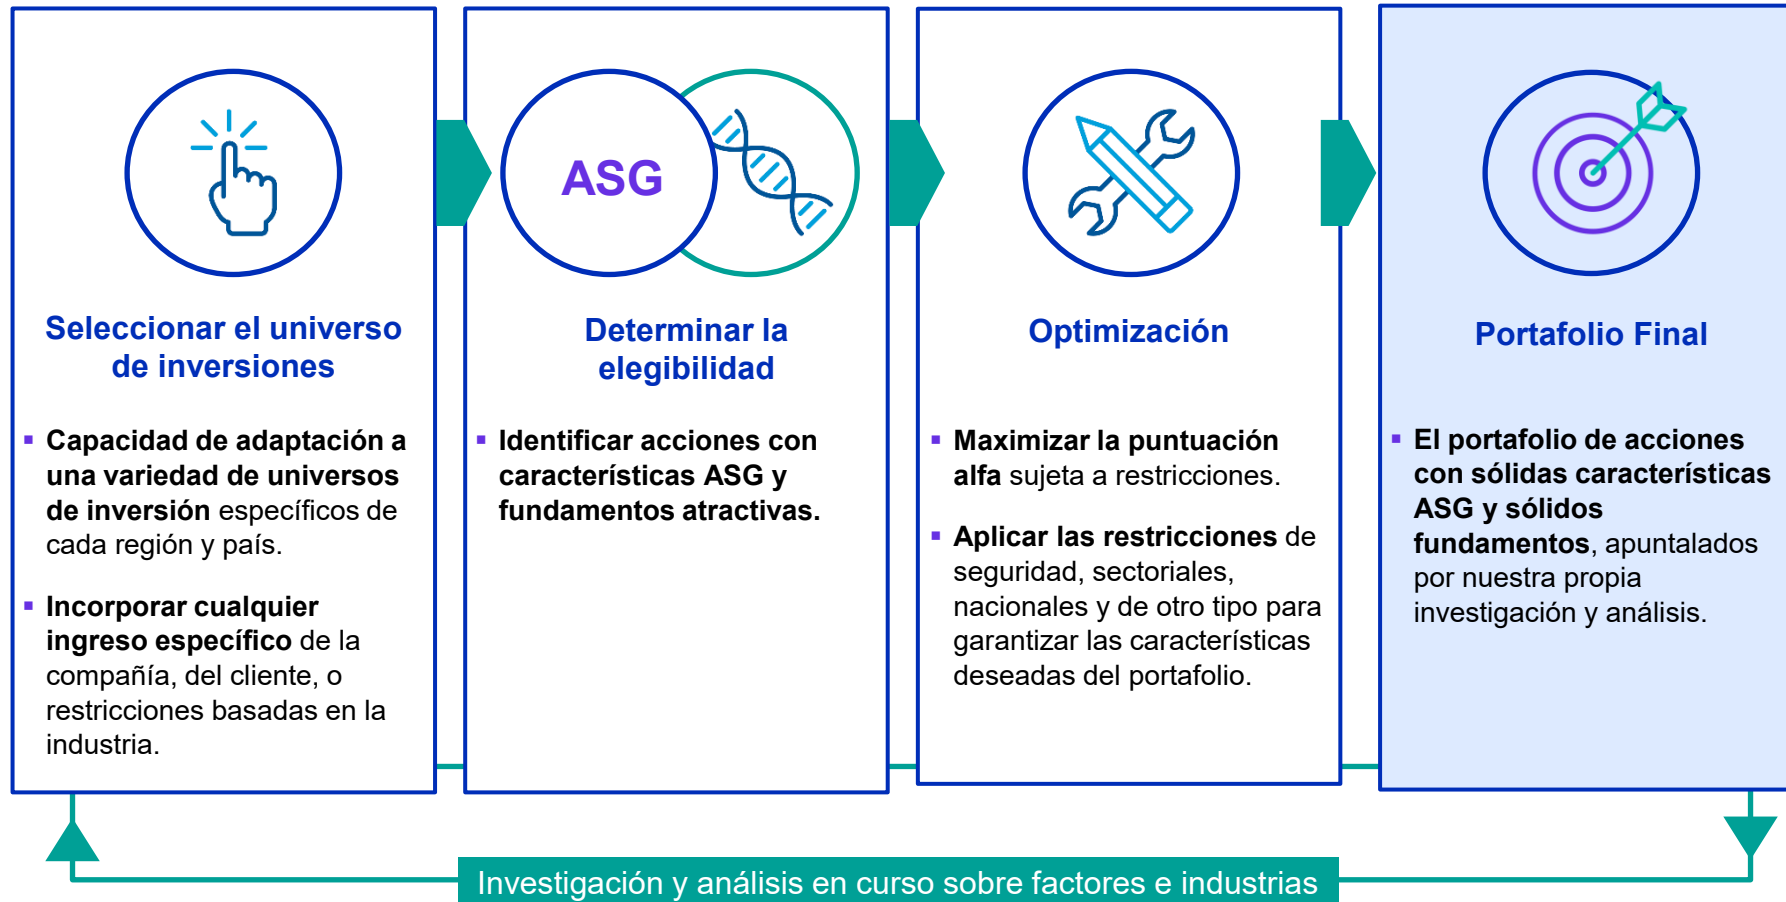 ASG
Seleccionar el universo
de inversiones
▪ Capacidad de adaptación a
una variedad de universos
de inversión específicos de
cada región y país.
▪ Incorporar cualquier
ingreso específico de la
compañía, del cliente, o
restricciones basadas en la
industria.
Determinar la
elegibilidad
▪ Identificar acciones con
características ASG y
fundamentos atractivas.
Optimización
▪ Maximizar la puntuación
alfa sujeta a restricciones.
▪ Aplicar las restricciones de
seguridad, sectoriales,
nacionales y de otro tipo para
garantizar las características
deseadas del portafolio.
Portafolio Final
▪ El portafolio de acciones
con sólidas características
ASG y sólidos
fundamentos, apuntalados
por nuestra propia
investigación y análisis.
Investigación y análisis en curso sobre factores e industrias